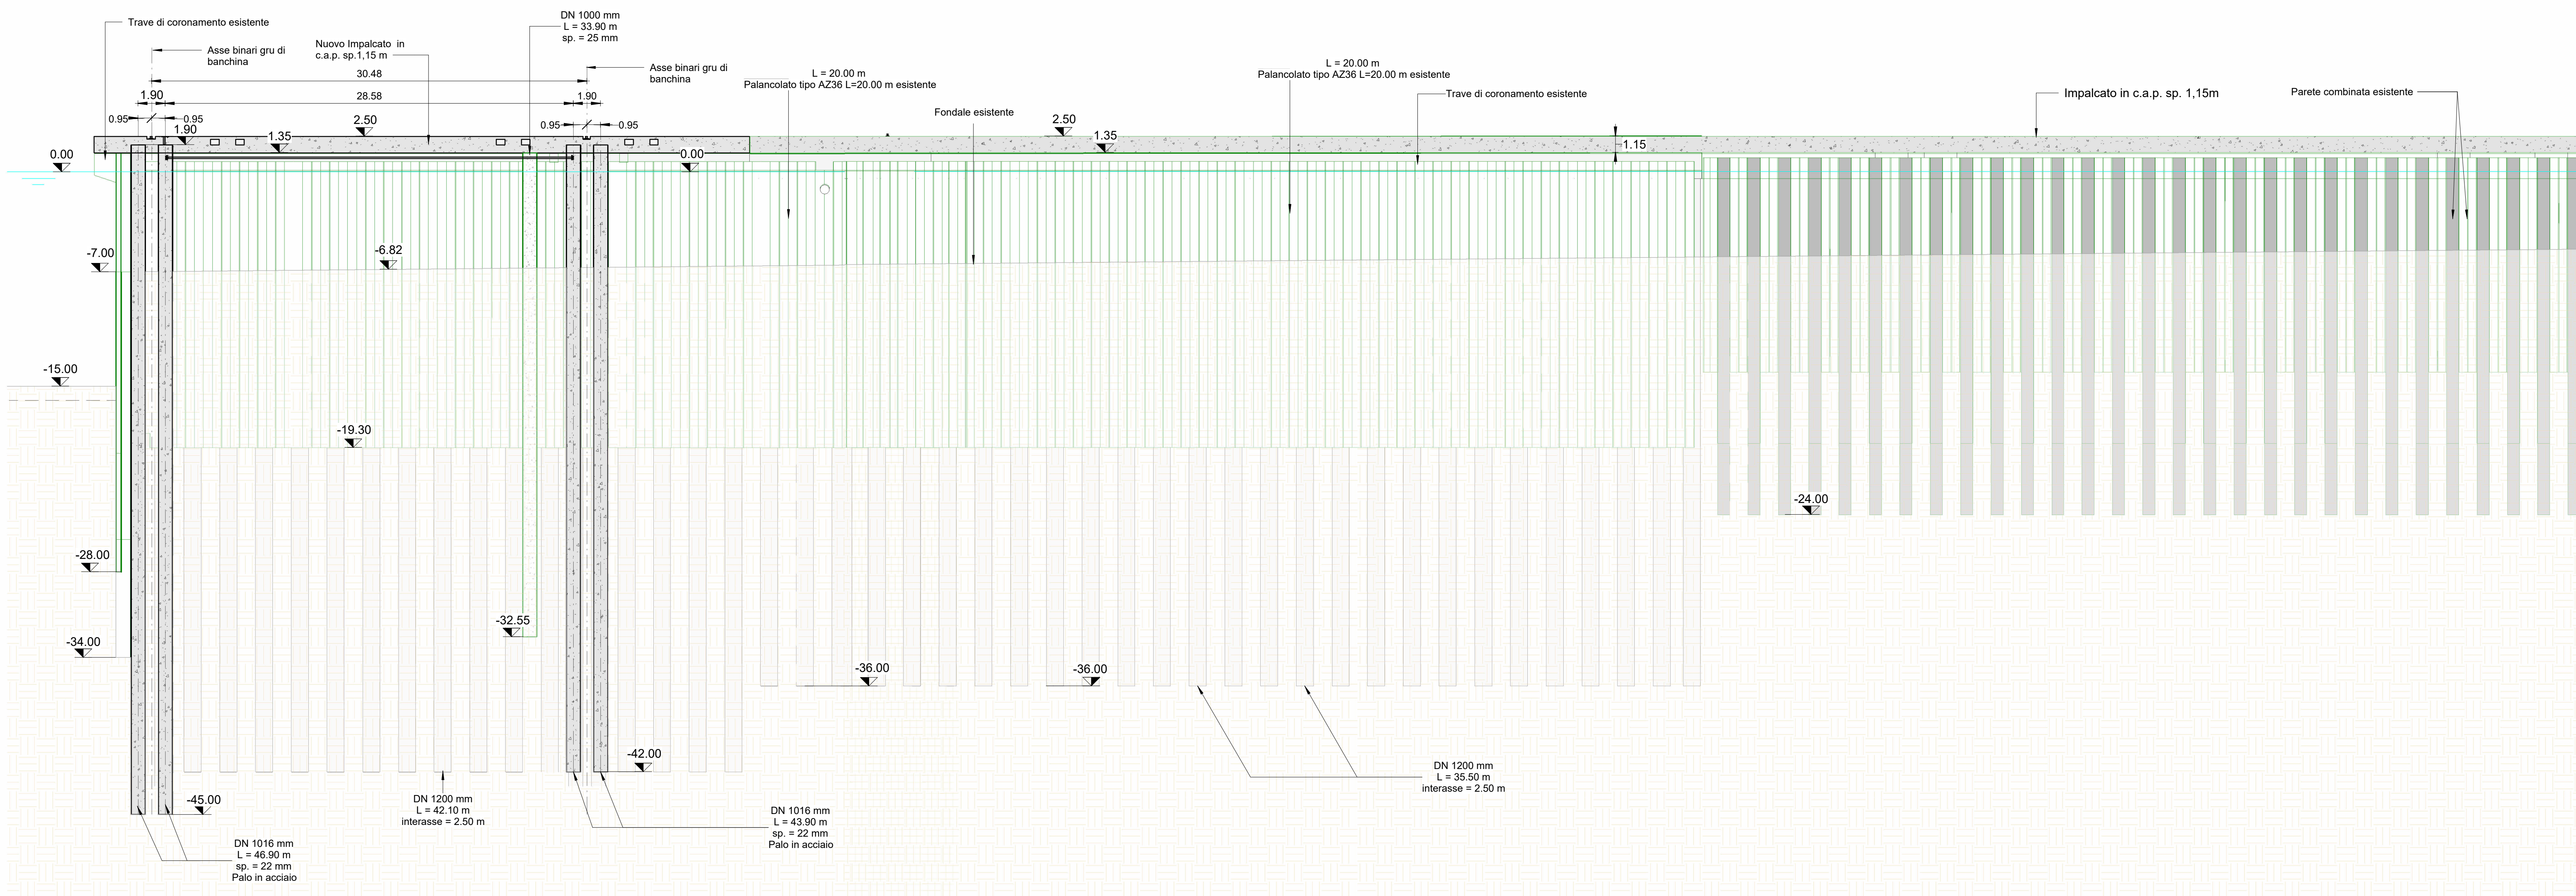 Trave di coronamento esistente
Asse binari gru di
banchina
Nuovo Impalcato in
c.a.p. sp.1,15 m
DN 1000 mm
L = 33.90 m
sp. = 25 mm
Asse binari gru di
banchina
30.48
1.90
28.58
1.90
0.95
0.95
0.95
0.95
L = 20.00 m
Palancolato tipo AZ36 L=20.00 m esistente
Fondale esistente
L = 20.00 m
Palancolato tipo AZ36 L=20.00 m esistente
Trave di coronamento esistente
Impalcato in c.a.p. sp. 1,15m
Parete combinata esistente
2.50
1.90
1.35
2.50
1.35
1.15
0.00
0.00
-6.82
-7.00
-15.00
-19.30
-24.00
-28.00
-32.55
-34.00
-36.00
-36.00
-42.00
-45.00
DN 1200 mm
L = 42.10 m
interasse = 2.50 m
DN 1016 mm
L = 43.90 m
sp. = 22 mm
Palo in acciaio
DN 1200 mm
L = 35.50 m
interasse = 2.50 m
DN 1016 mm
L = 46.90 m
sp. = 22 mm
Palo in acciaio